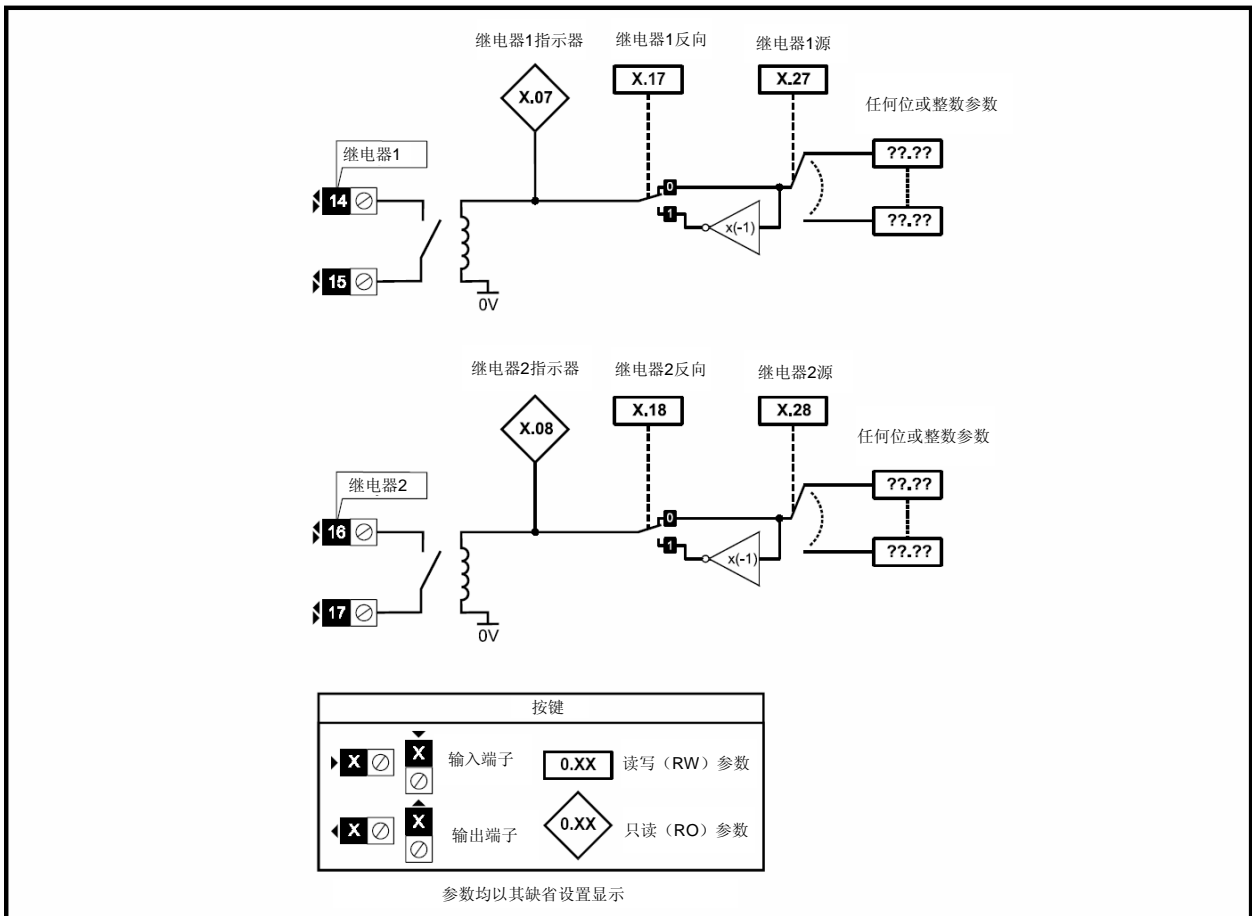 继电器1指示器 继电器1反向 继电器1源
X.07 X.17 X.27
任何位或整数参数
??.??
??.??
继电器1
14
15
0
1
x(-1)
0V
继电器2指示器 继电器2反向 继电器2源
X.08 X.18 X.28
任何位或整数参数
??.??
??.??
继电器2
16
17
0
1
x(-1)
0V
按键
X X 输入端子 0.XX 读写（RW）参数
X X 输出端子 0.XX 只读（RO）参数
参数均以其缺省设置显示